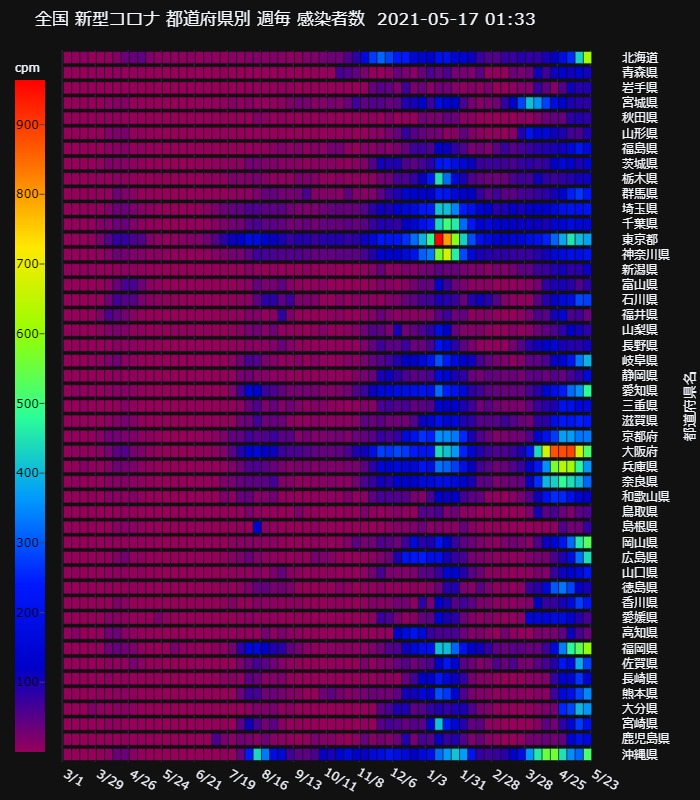 全国 新型コロナ 都道府県別 週毎 感染者数 2021-05-17 01:33
cpm
900
800
700
600
500
400
300
200
100
北海道
青森県
岩手県
宮城県
秋田県
山形県
福島県
茨城県
栃木県
群馬県
埼玉県
千葉県
東京都
神奈川県
新潟県
富山県
石川県
福井県
山梨県
長野県
岐阜県
静岡県
愛知県
三重県
滋賀県
京都府
大阪府
兵庫県
奈良県
和歌山県
鳥取県
島根県
岡山県
広島県
山口県
徳島県
香川県
愛媛県
高知県
福岡県
佐賀県
長崎県
熊本県
大分県
宮崎県
鹿児島県
沖縄県
都道府県名
3/1
3/29
4/26
5/24
6/21
7/19
8/16
9/13
10/11
11/8
12/6
1/3
1/31
2/28
3/28
4/25
5/23